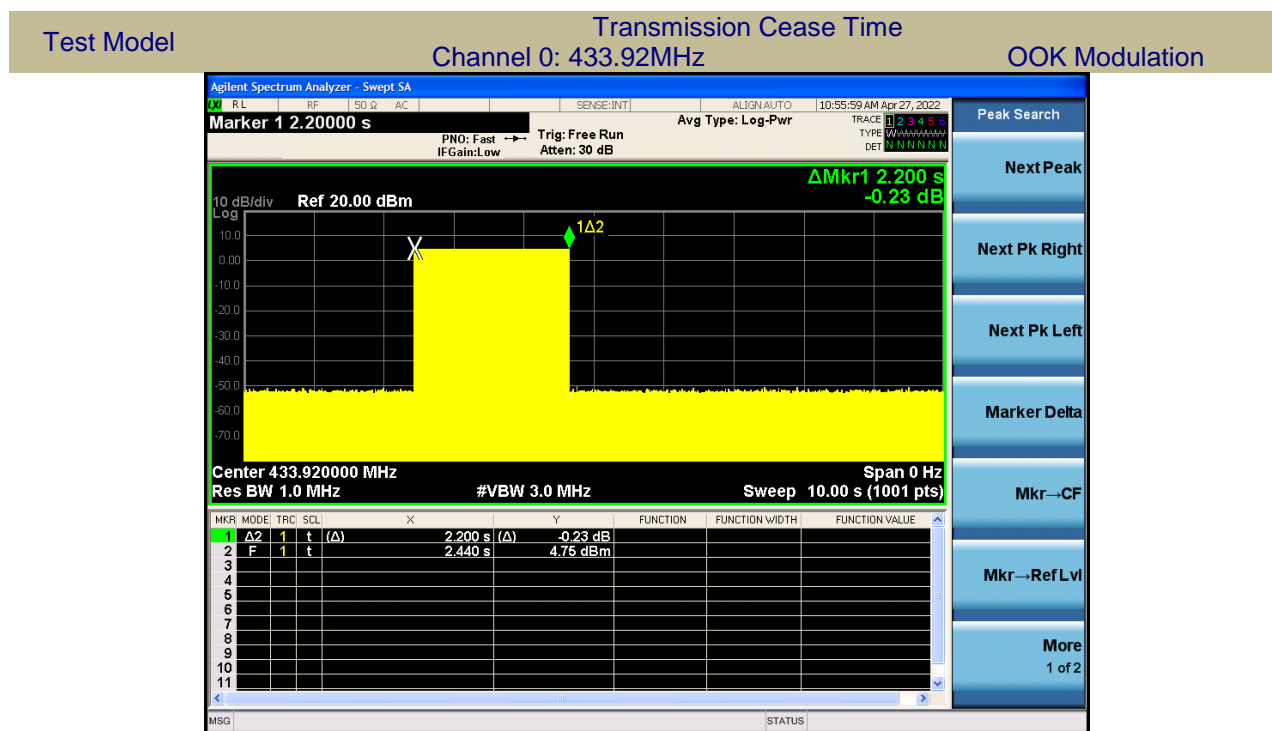 Test Model
Transmission Cease Time
Channel 0: 433.92MHz
OOK Modulation
Agilent Spectrum Analyzer - Swept SA
LXI RL RF 50 Ω AC SENSE:INT ALIGN AUTO 10:55:59 AM Apr 27, 2022
Marker 1 2.20000 s
PNO: Fast
IFGain:Low
Trig: Free Run
Atten: 30 dB
Avg Type: Log-Pwr
TRACE 1 2 3 4 5 6
TYPE WWWWWWWW
DET N N N N N N
Peak Search
Next Peak
Next Pk Right
Next Pk Left
Marker Delta
Mkr→CF
Mkr→Ref Lvl
More
1 of 2
ΔMkr1 2.200 s
-0.23 dB
10 dB/div Ref 20.00 dBm
Log
10.0
0.00
-10.0
-20.0
-30.0
-40.0
-50.0
-60.0
-70.0
X
1Δ2
Center 433.920000 MHz Span 0 Hz
Res BW 1.0 MHz #VBW 3.0 MHz Sweep 10.00 s (1001 pts)
MKR MODE TRC SCL X Y FUNCTION FUNCTION WIDTH FUNCTION VALUE
1 Δ2 1 t (Δ) 2.200 s (Δ) -0.23 dB
2 F 1 t 2.440 s 4.75 dBm
3
4
5
6
7
8
9
10
11
MSG STATUS